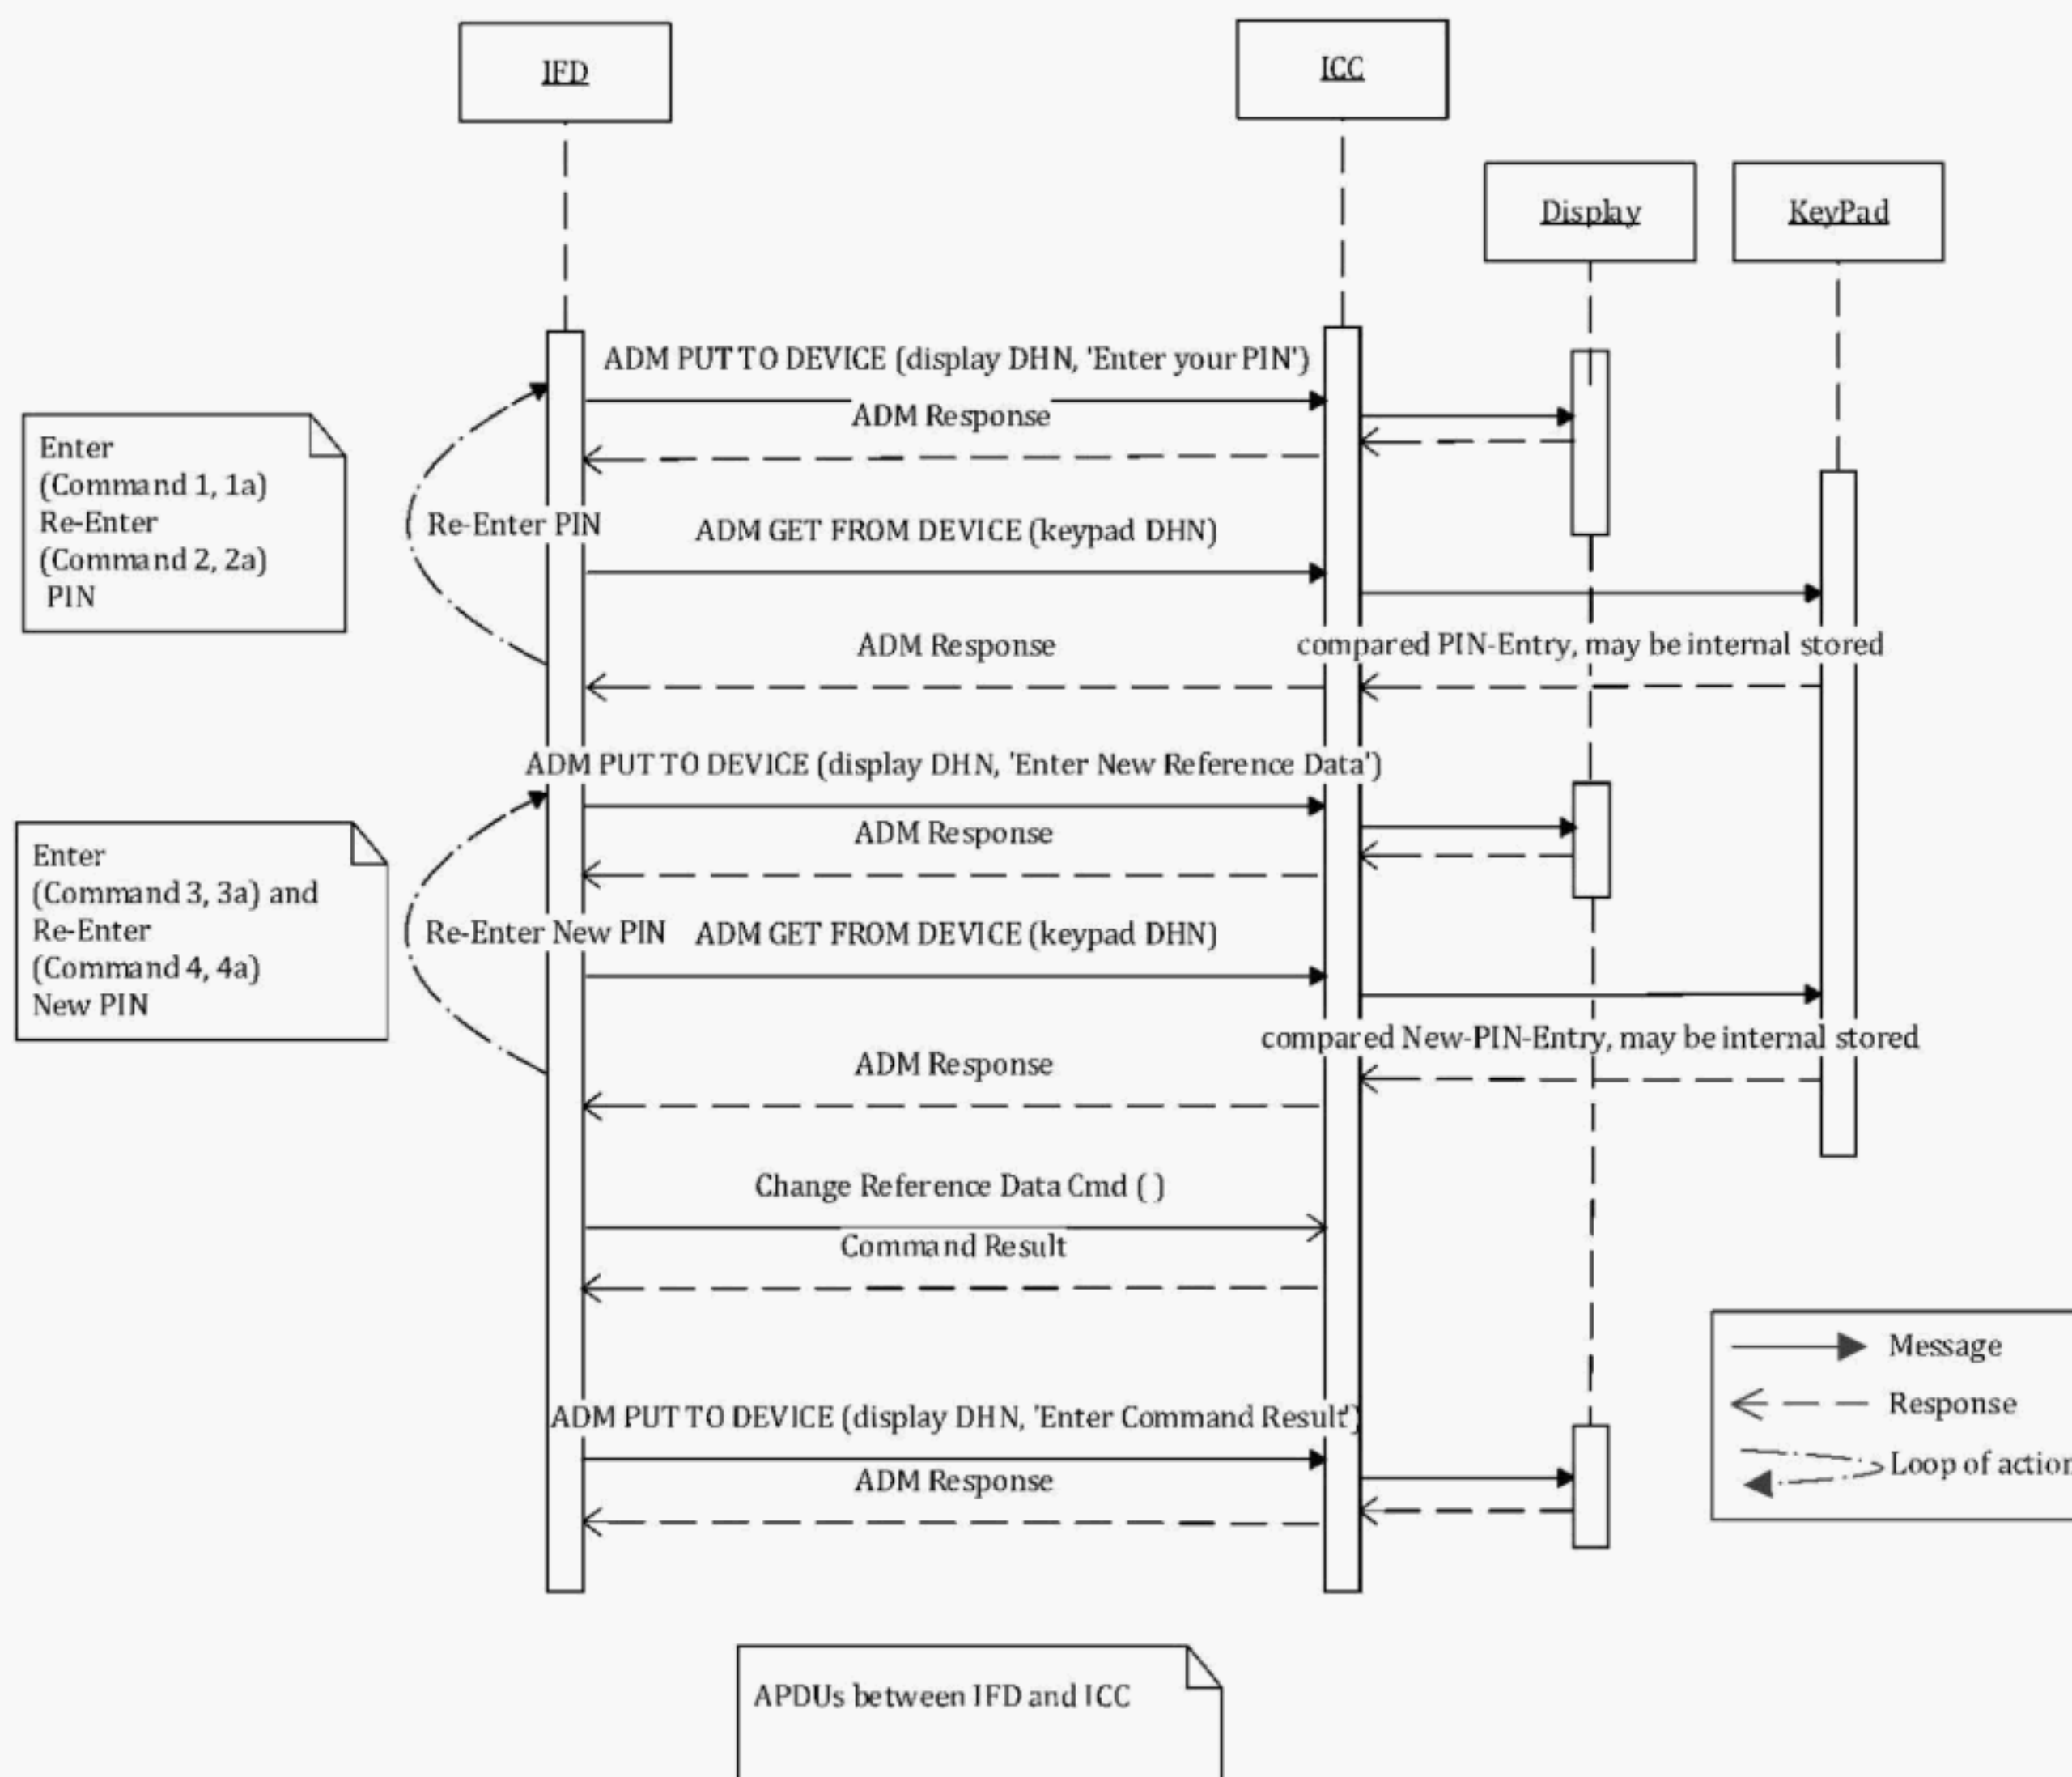 IFD
ICC
Display
KeyPad
ADM PUT TO DEVICE (display DHN, 'Enter your PIN')
ADM Response
Enter
(Command 1, 1a)
Re-Enter
(Command 2, 2a)
PIN
Re-Enter PIN
ADM GET FROM DEVICE (keypad DHN)
ADM Response
compared PIN-Entry, may be internal stored
ADM PUT TO DEVICE (display DHN, 'Enter New Reference Data')
ADM Response
Enter
(Command 3, 3a) and
Re-Enter
(Command 4, 4a)
New PIN
Re-Enter New PIN
ADM GET FROM DEVICE (keypad DHN)
compared New-PIN-Entry, may be internal stored
ADM Response
Change Reference Data Cmd ( )
Command Result
ADM PUT TO DEVICE (display DHN, 'Enter Command Result')
ADM Response
Message
Response
Loop of action
APDUs between IFD and ICC